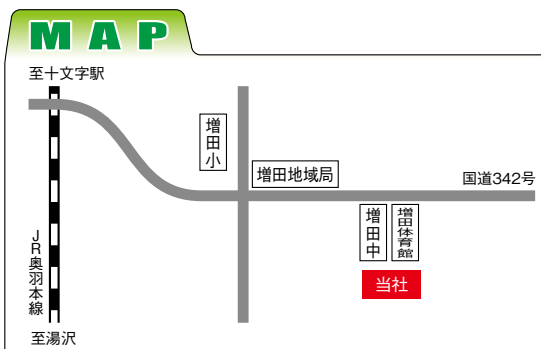 MAP
至十文字駅
増田小
増田地域局
国道342号
増田中
増田体育館
当社
JR奥羽本線
至湯沢